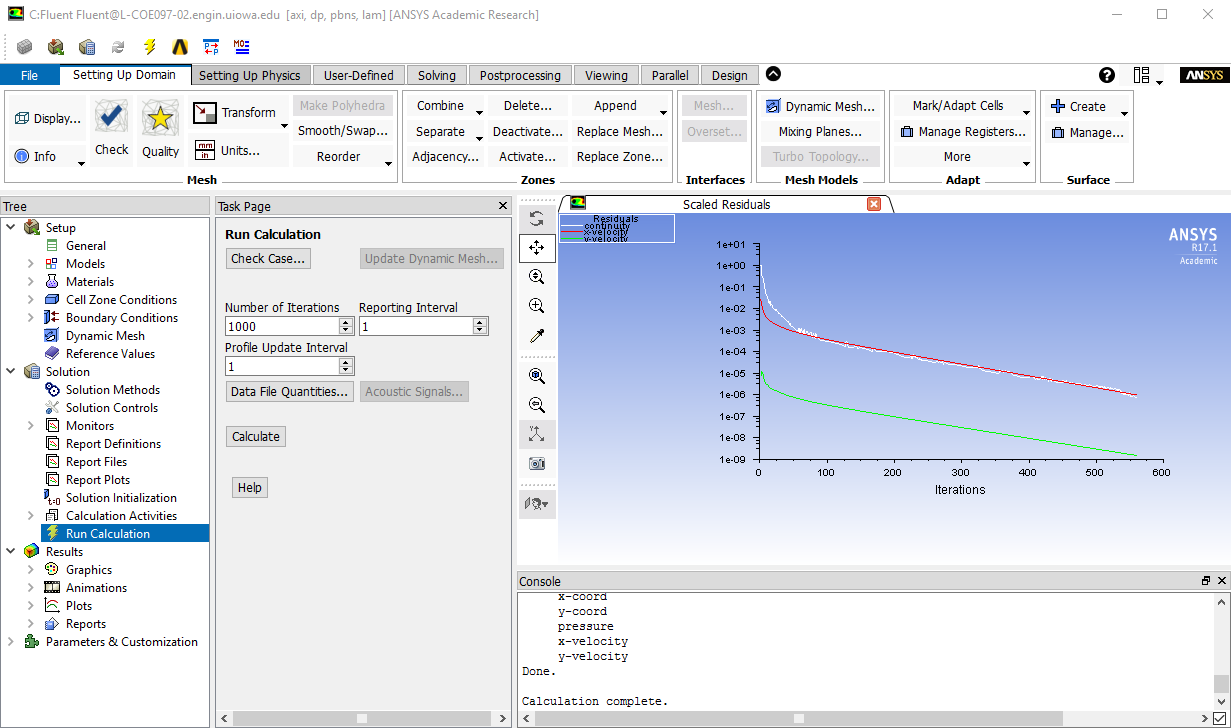 C:Fluent Fluent@L-COE097-02.engin.uiowa.edu [axi, dp, pbns, lam] [ANSYS Academic Research]
File Setting Up Domain Setting Up Physics User-Defined Solving Postprocessing Viewing Parallel Design ANSYS
Display...
Info
Check
Quality
Transform
Units...
Make Polyhedra
Smooth/Swap...
Reorder
Mesh
Combine Delete... Append
Separate Deactivate... Replace Mesh...
Adjacency... Activate... Replace Zone...
Zones
Mesh...
Overset...
Interfaces
Dynamic Mesh...
Mixing Planes...
Turbo Topology...
Mesh Models
Mark/Adapt Cells
Manage Registers...
More
Adapt
Create
Manage...
Surface
Tree
Setup
General
Models
Materials
Cell Zone Conditions
Boundary Conditions
Dynamic Mesh
Reference Values
Solution
Solution Methods
Solution Controls
Monitors
Report Definitions
Report Files
Report Plots
Solution Initialization
Calculation Activities
Run Calculation
Results
Graphics
Animations
Plots
Reports
Parameters & Customization
Task Page
Run Calculation
Check Case... Update Dynamic Mesh...
Number of Iterations Reporting Interval
1000 1
Profile Update Interval
1
Data File Quantities... Acoustic Signals...
Calculate
Help
Scaled Residuals
Residuals
continuity
x-velocity
y-velocity
ANSYS
R17.1
Academic
1e+01
1e+00
1e-01
1e-02
1e-03
1e-04
1e-05
1e-06
1e-07
1e-08
1e-09
0 100 200 300 400 500 600
Iterations
Console
x-coord
y-coord
pressure
x-velocity
y-velocity
Done.
Calculation complete.